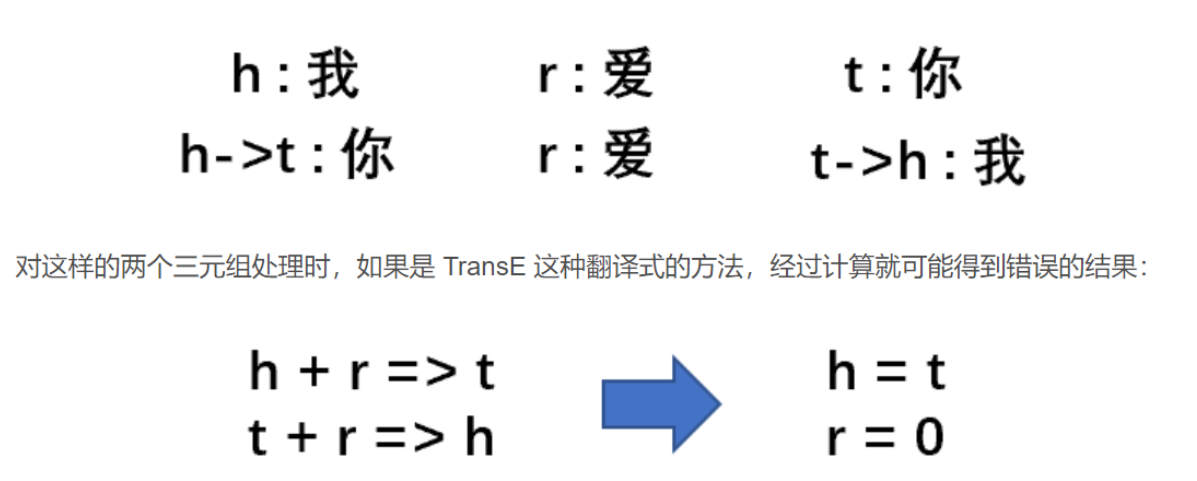 h : 我 r : 爱 t : 你
h->t : 你 r : 爱 t->h : 我
对这样的两个三元组处理时，如果是 TransE 这种翻译式的方法，经过计算就可能得到错误的结果：
h + r => t h = t
t + r => h r = 0